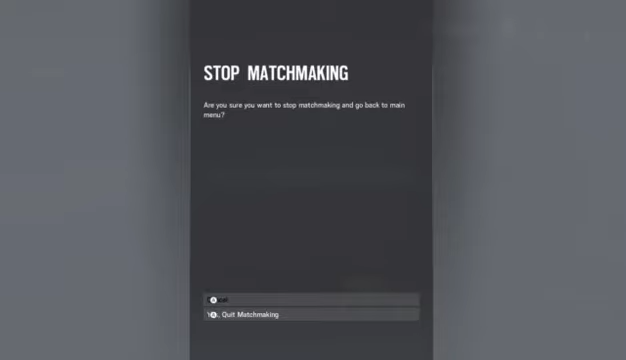 STOP MATCHMAKING
Are you sure you want to stop matchmaking and go back to main
menu?
Quit Matchmaking